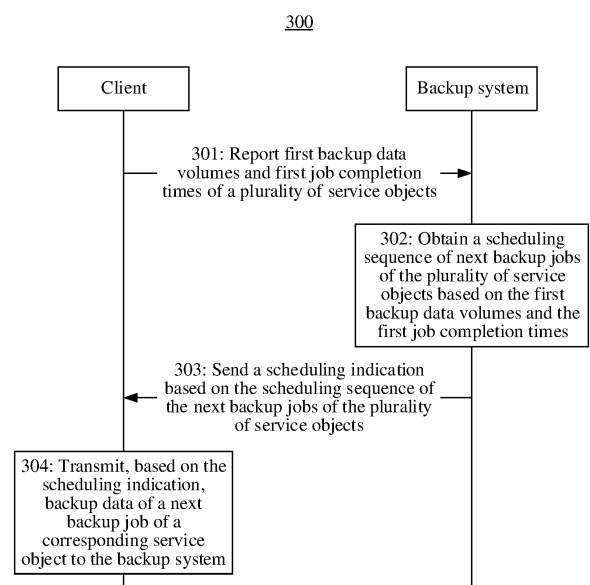 300
Client
Backup system
301: Report first backup data
volumes and first job completion
times of a plurality of service objects
302: Obtain a scheduling
sequence of next backup jobs
of the plurality of service
objects based on the first
backup data volumes and the
first job completion times
303: Send a scheduling indication
based on the scheduling sequence of
the next backup jobs of the plurality
of service objects
304: Transmit, based on the
scheduling indication,
backup data of a next
backup job of a
corresponding service
object to the backup system